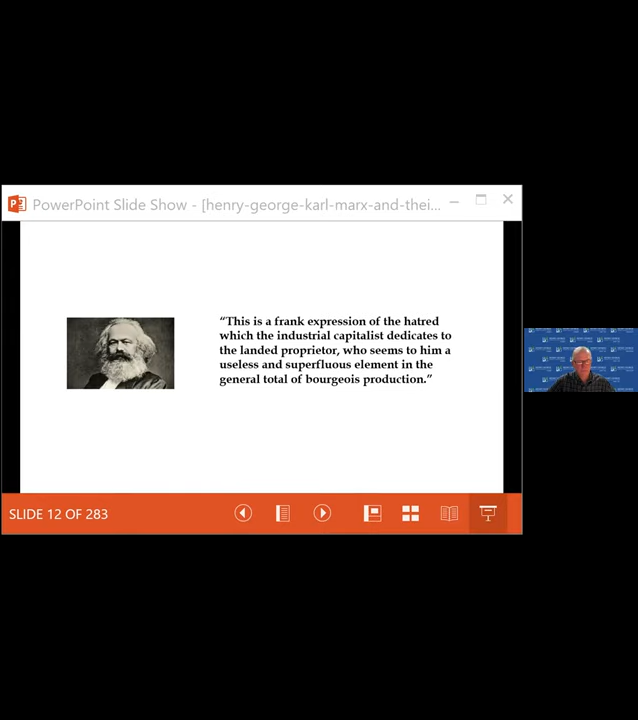 PowerPoint Slide Show - [henry-george-karl-marx-and-thei...
“This is a frank expression of the hatred
which the industrial capitalist dedicates to
the landed proprietor, who seems to him a
useless and superfluous element in the
general total of bourgeois production.”
SLIDE 12 OF 283